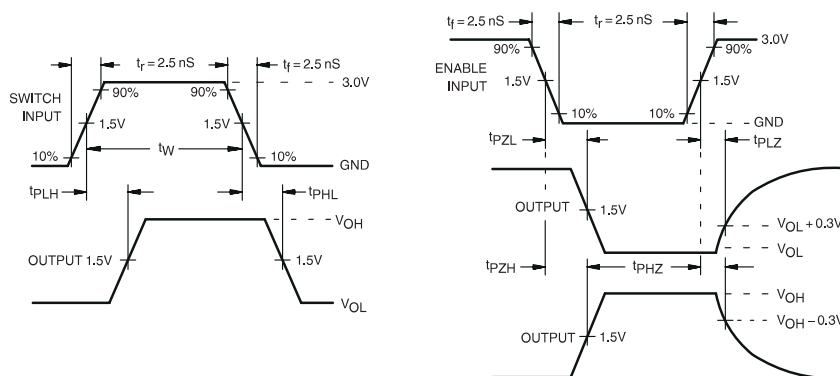 tr = 2.5 nS
tf = 2.5 nS
3.0V
SWITCH
INPUT
90%
90%
1.5V
1.5V
tW
10%
10%
GND
tPLH
tPHL
VOH
OUTPUT 1.5V
1.5V
VOL
tf = 2.5 nS
tr = 2.5 nS
90%
90%
3.0V
ENABLE
INPUT
1.5V
1.5V
10%
10%
GND
tPZL
tPLZ
OUTPUT
1.5V
VOL + 0.3V
VOL
tPZH
tPHZ
VOH
VOH – 0.3V
OUTPUT
1.5V